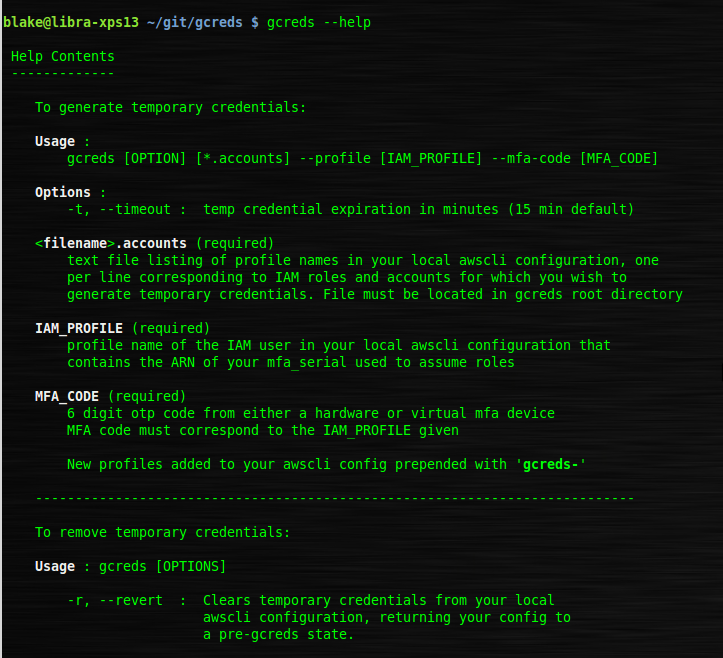 blake@libra-xps13 ~/git/gcreds $ gcreds --help
Help Contents
-------------
To generate temporary credentials:
Usage :
gcreds [OPTION] [*.accounts] --profile [IAM_PROFILE] --mfa-code [MFA_CODE]
Options :
-t, --timeout :  temp credential expiration in minutes (15 min default)
<filename>.accounts (required)
text file listing of profile names in your local awscli configuration, one
per line corresponding to IAM roles and accounts for which you wish to
generate temporary credentials. File must be located in gcreds root directory
IAM_PROFILE (required)
profile name of the IAM user in your local awscli configuration that
contains the ARN of your mfa_serial used to assume roles
MFA_CODE (required)
6 digit otp code from either a hardware or virtual mfa device
MFA code must correspond to the IAM_PROFILE given
New profiles added to your awscli config prepended with 'gcreds-'
---------------------------------------------------------------------------
To remove temporary credentials:
Usage : gcreds [OPTIONS]
-r, --revert  :  Clears temporary credentials from your local
awscli configuration, returning your config to
a pre-gcreds state.